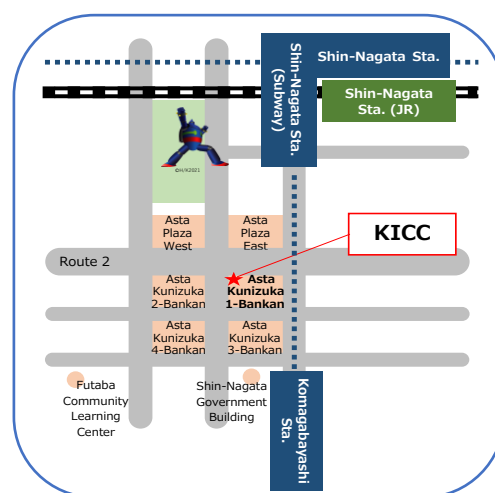 Shin-Nagata Sta.
Shin-Nagata Sta.
(Subway)
Shin-Nagata
Sta. (JR)
©H/K2021
Asta
Plaza
West
Asta
Plaza
East
KICC
Route 2
Asta
Kunizuka
2-Bankan
Asta
Kunizuka
1-Bankan
Asta
Kunizuka
4-Bankan
Asta
Kunizuka
3-Bankan
Futaba
Community
Learning
Center
Shin-Nagata
Government
Building
Komagabayashi
Sta.